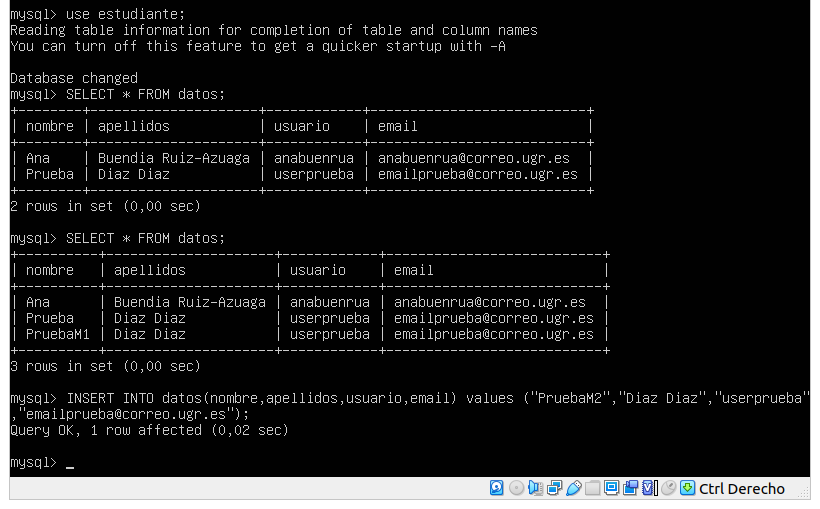 mysql> use estudiante;
Reading table information for completion of table and column names
You can turn off this feature to get a quicker startup with -A
Database changed
mysql> SELECT * FROM datos;
+--------+---------------------+------------+---------------------------+
| nombre | apellidos           | usuario    | email                     |
+--------+---------------------+------------+---------------------------+
| Ana    | Buendia Ruiz-Azuaga | anabuenrua | anabuenrua@correo.ugr.es  |
| Prueba | Diaz Diaz           | userprueba | emailprueba@correo.ugr.es |
+--------+---------------------+------------+---------------------------+
2 rows in set (0,00 sec)
mysql> SELECT * FROM datos;
+----------+---------------------+------------+---------------------------+
| nombre   | apellidos           | usuario    | email                     |
+----------+---------------------+------------+---------------------------+
| Ana      | Buendia Ruiz-Azuaga | anabuenrua | anabuenrua@correo.ugr.es  |
| Prueba   | Diaz Diaz           | userprueba | emailprueba@correo.ugr.es |
| PruebaM1 | Diaz Diaz           | userprueba | emailprueba@correo.ugr.es |
+----------+---------------------+------------+---------------------------+
3 rows in set (0,00 sec)
mysql> INSERT INTO datos(nombre,apellidos,usuario,email) values ("PruebaM2","Diaz Diaz","userprueba"
,"emailprueba@correo.ugr.es");
Query OK, 1 row affected (0,02 sec)
mysql> _
Ctrl Derecho